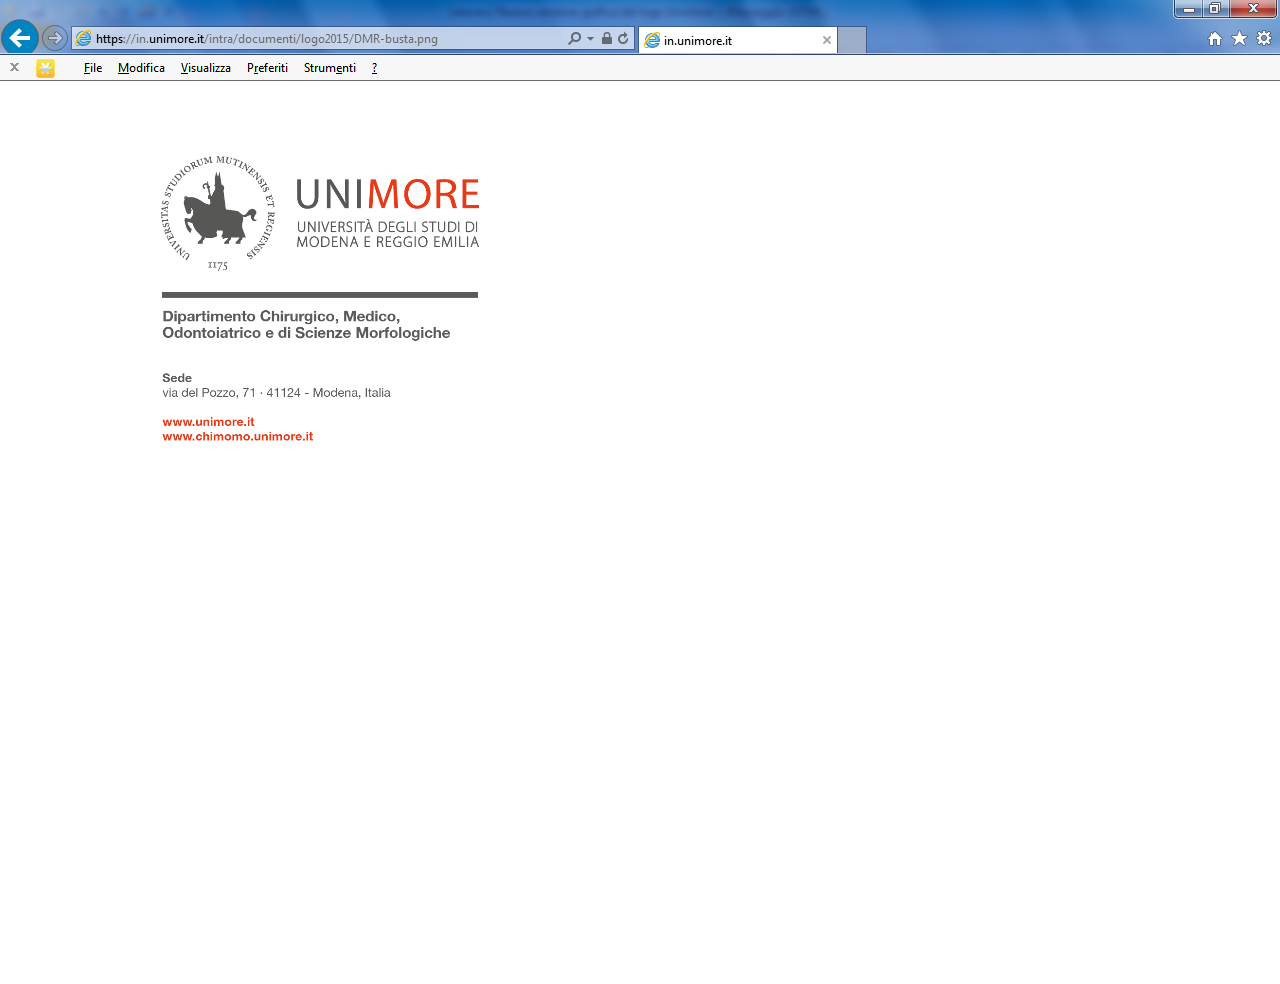 https://in.unimore.it/intra/documenti/logo2015/DMR-busta.png
in.unimore.it
File Modifica Visualizza Preferiti Strumenti ?
UNIVERSITAS STUDIORUM MUTINENSIS ET REGIENSIS
1175
UNIMORE
UNIVERSITÀ DEGLI STUDI DI
MODENA E REGGIO EMILIA
Dipartimento Chirurgico, Medico,
Odontoiatrico e di Scienze Morfologiche
Sede
via del Pozzo, 71 · 41124 - Modena, Italia
www.unimore.it
www.chimomo.unimore.it